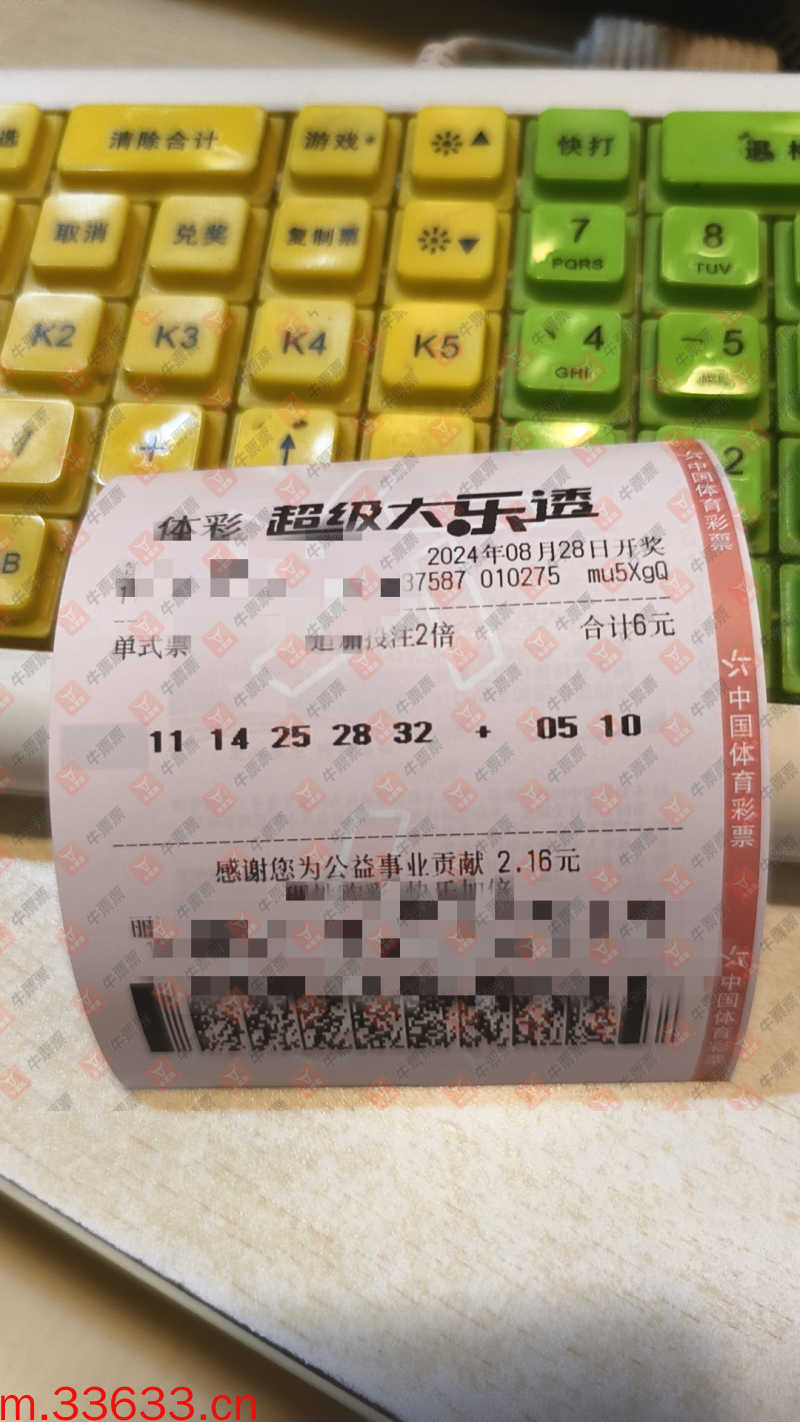 清除合计 游戏 快打
取消 兑奖 复制票 7 8
PQRS TUV
K2 K3 K4 K5 4 5
GHI
2
B
体彩 超级大乐透
2024年08月28日开奖
37587 010275 mu5XgQ
单式票 追加投注2倍 合计6元
11 14 25 28 32 + 05 10
感谢您为公益事业贡献 2.16元
中国体育彩票
中国体育彩票
中国体育彩票
牛票票
m.33633.cn